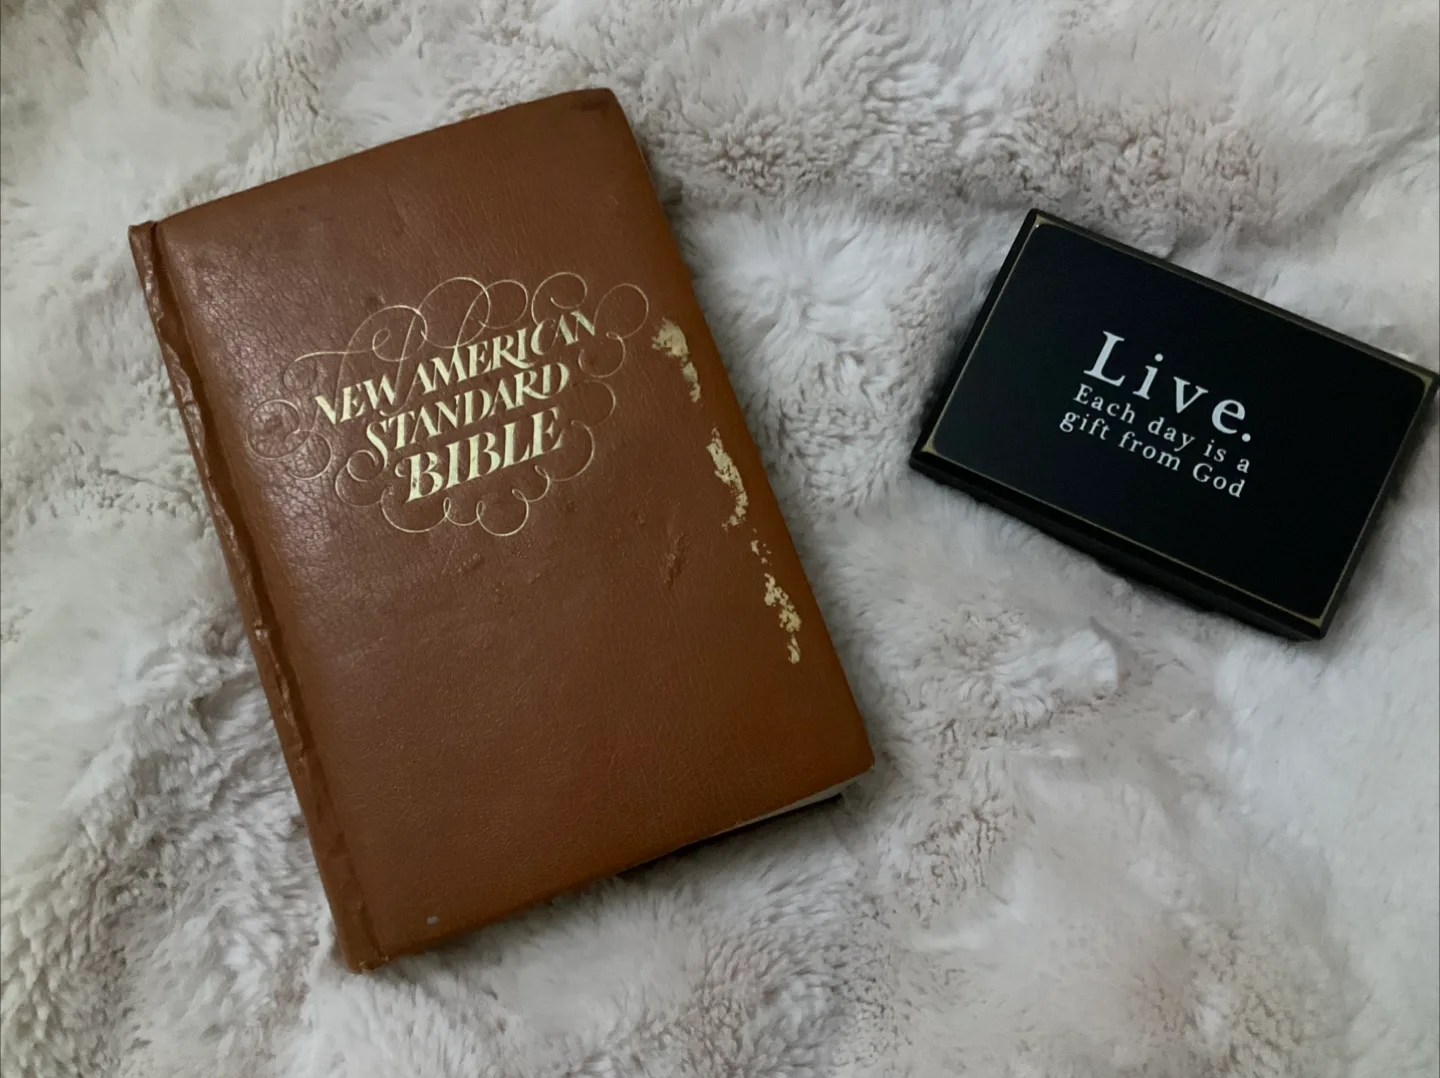 NEW AMERICAN
STANDARD
BIBLE
Live.
Each day is a
gift from God